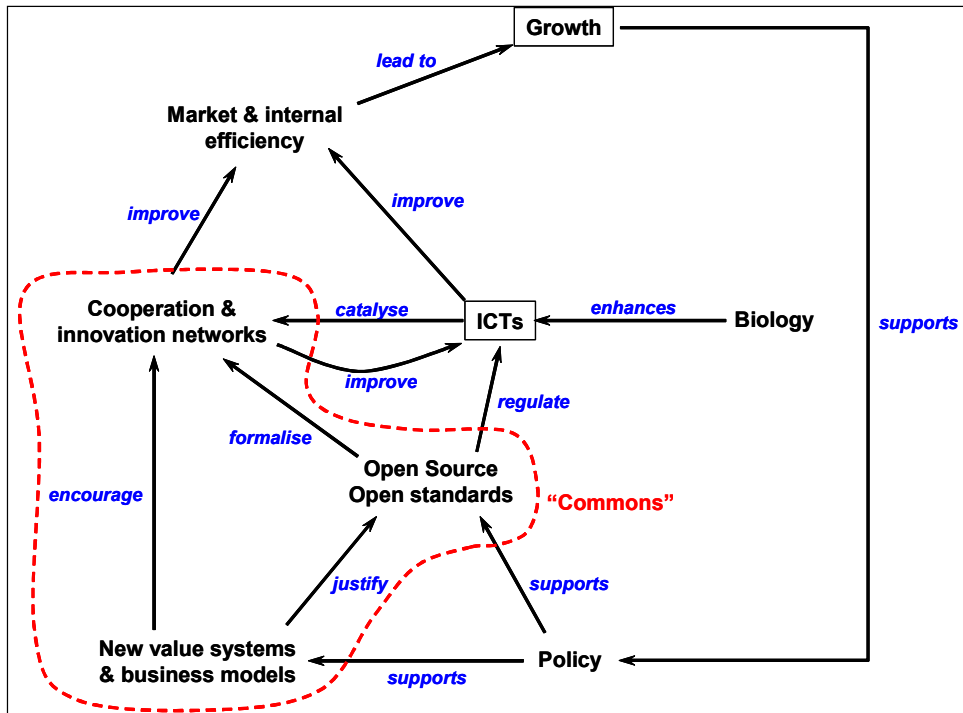 Growth
lead to
Market & internal
efficiency
improve
improve
Cooperation &
innovation networks
catalyse
ICTs
enhances
Biology
supports
improve
regulate
formalise
Open Source
Open standards
encourage
“Commons”
justify
supports
New value systems
& business models
supports
Policy